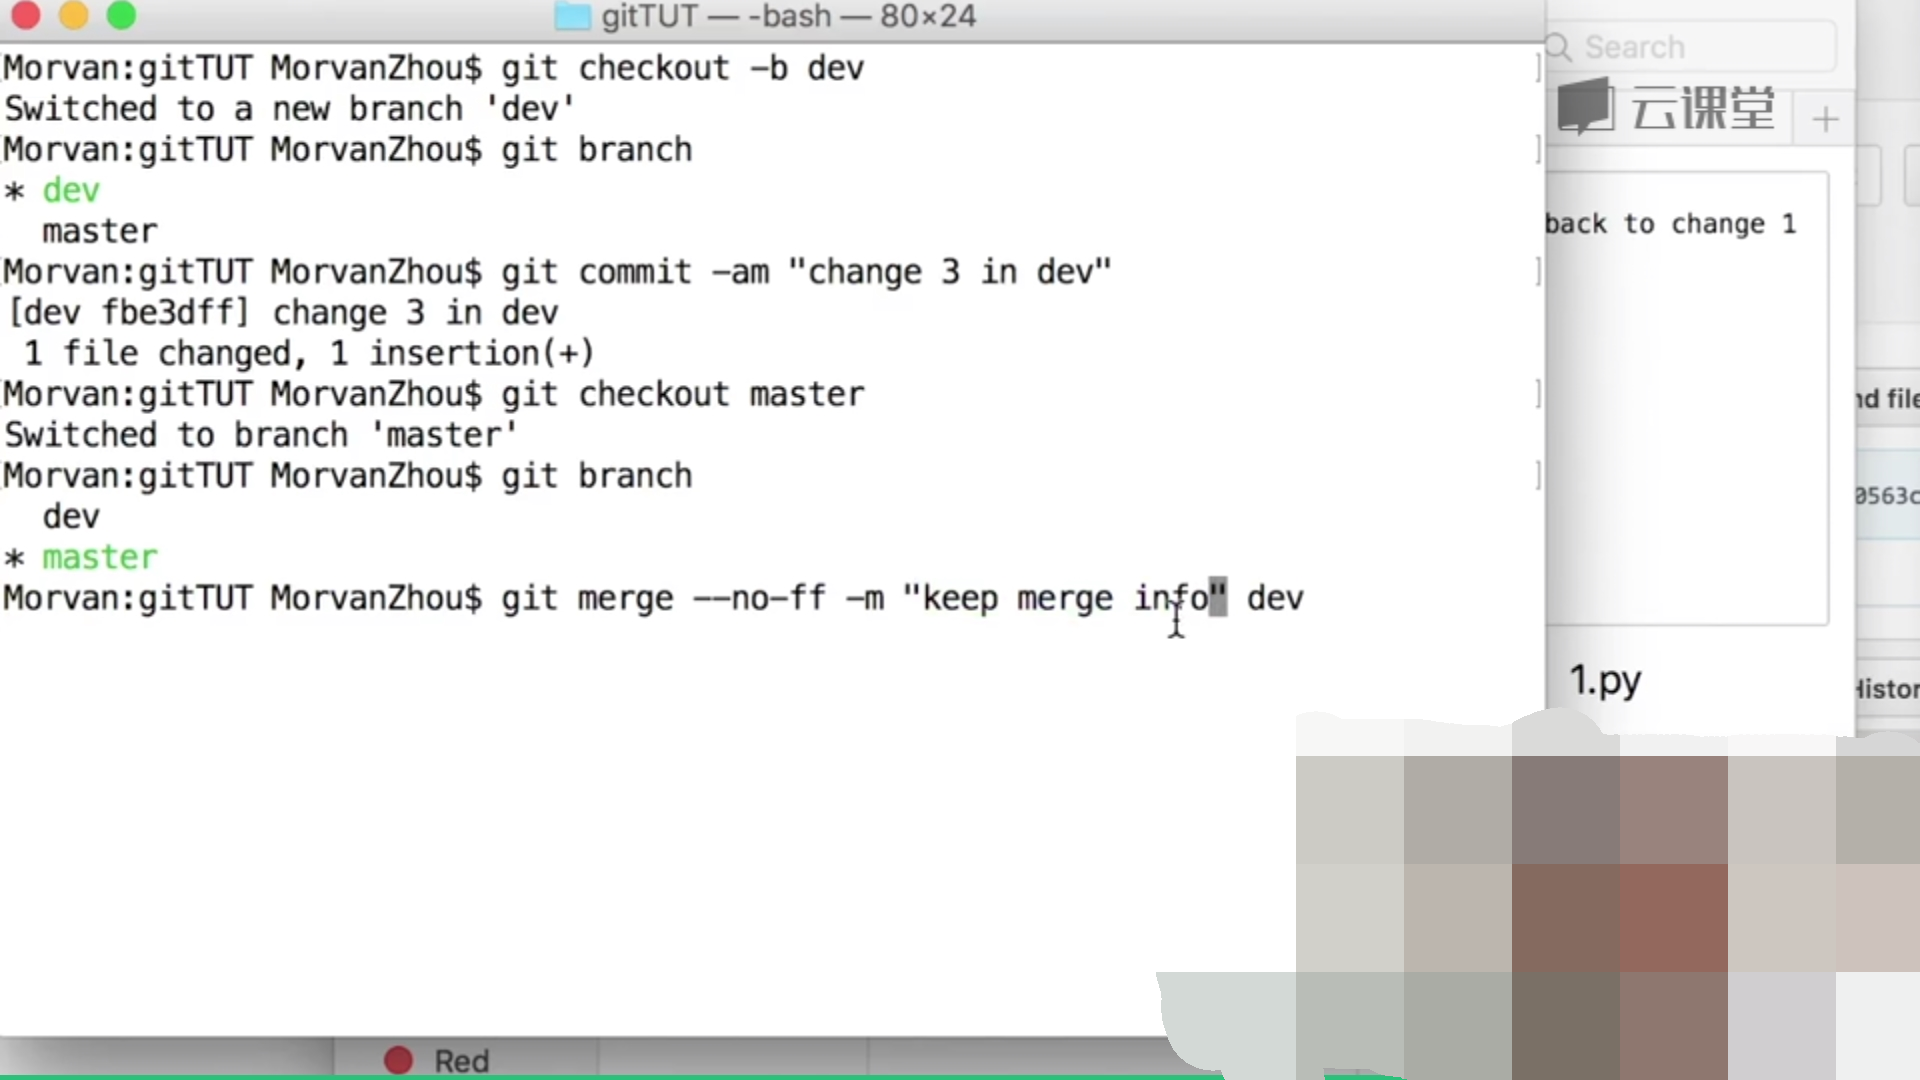 gitTUT — -bash — 80×24
Morvan:gitTUT MorvanZhou$ git checkout -b dev
Switched to a new branch 'dev'
Morvan:gitTUT MorvanZhou$ git branch
* dev
master
Morvan:gitTUT MorvanZhou$ git commit -am "change 3 in dev"
[dev fbe3dff] change 3 in dev
1 file changed, 1 insertion(+)
Morvan:gitTUT MorvanZhou$ git checkout master
Switched to branch 'master'
Morvan:gitTUT MorvanZhou$ git branch
dev
* master
Morvan:gitTUT MorvanZhou$ git merge --no-ff -m "keep merge info" dev
Search
云课堂
back to change 1
1.py
nd file
0563c
Histor
Red